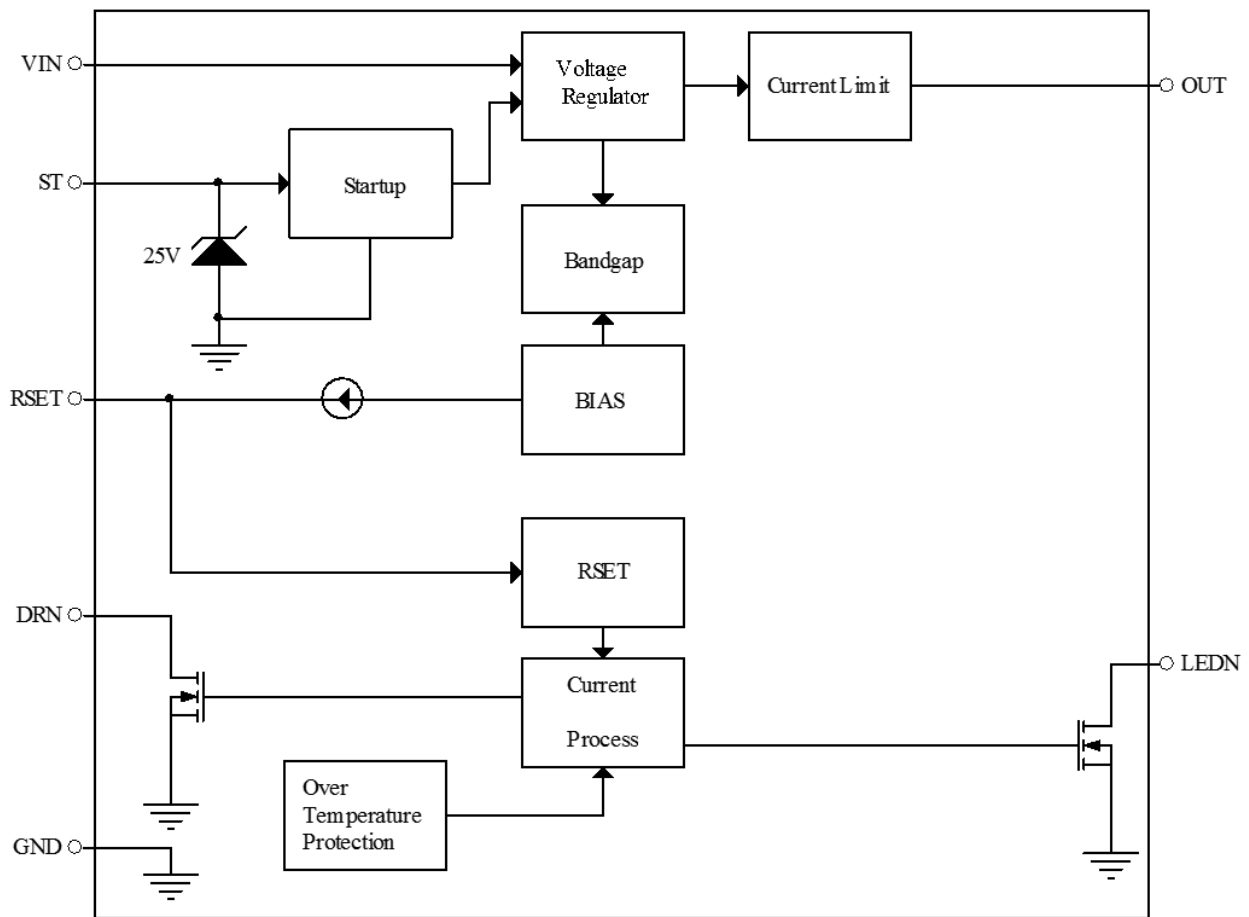 VIN
Voltage
Regulator
Current Limit
OUT
ST
Startup
25V
Bandgap
RSET
BIAS
RSET
DRN
Current
Process
LEDN
Over
Temperature
Protection
GND